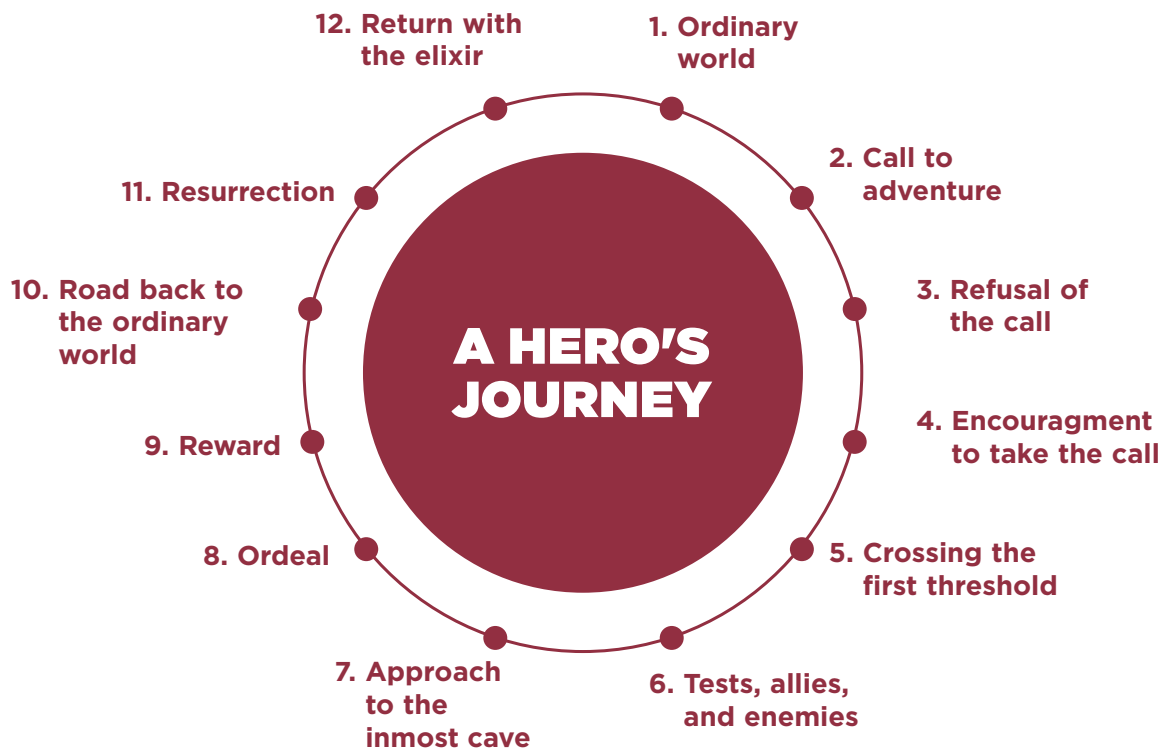 A HERO'S
JOURNEY
1. Ordinary
world
2. Call to
adventure
3. Refusal of
the call
4. Encouragment
to take the call
5. Crossing the
first threshold
6. Tests, allies,
and enemies
7. Approach
to the
inmost cave
8. Ordeal
9. Reward
10. Road back to
the ordinary
world
11. Resurrection
12. Return with
the elixir